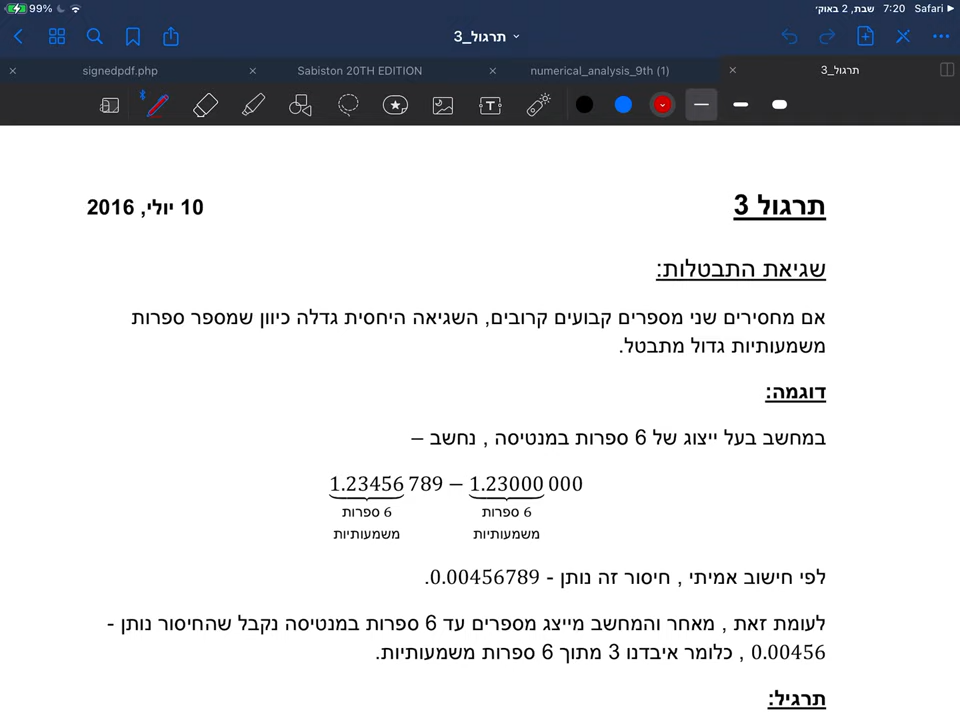 99% שבת, 2 באוק׳ 7:20 Safari ▶
תרגול_3
signedpdf.php
Sabiston 20TH EDITION
numerical_analysis_9th (1)
תרגול_3
תרגול 3
10 יולי, 2016
שגיאת התבטלות:
אם מחסירים שני מספרים קבועים קרובים, השגיאה היחסית גדלה כיוון שמספר ספרות
משמעותיות גדול מתבטל.
דוגמה:
במחשב בעל ייצוג של 6 ספרות במנטיסה , נחשב –
1.23456 789 − 1.23000 000
6 ספרות 6 ספרות
משמעותיות משמעותיות
לפי חישוב אמיתי , חיסור זה נותן - 0.00456789.
לעומת זאת , מאחר והמחשב מייצג מספרים עד 6 ספרות במנטיסה נקבל שהחיסור נותן -
0.00456 , כלומר איבדנו 3 מתוך 6 ספרות משמעותיות.
תרגיל: